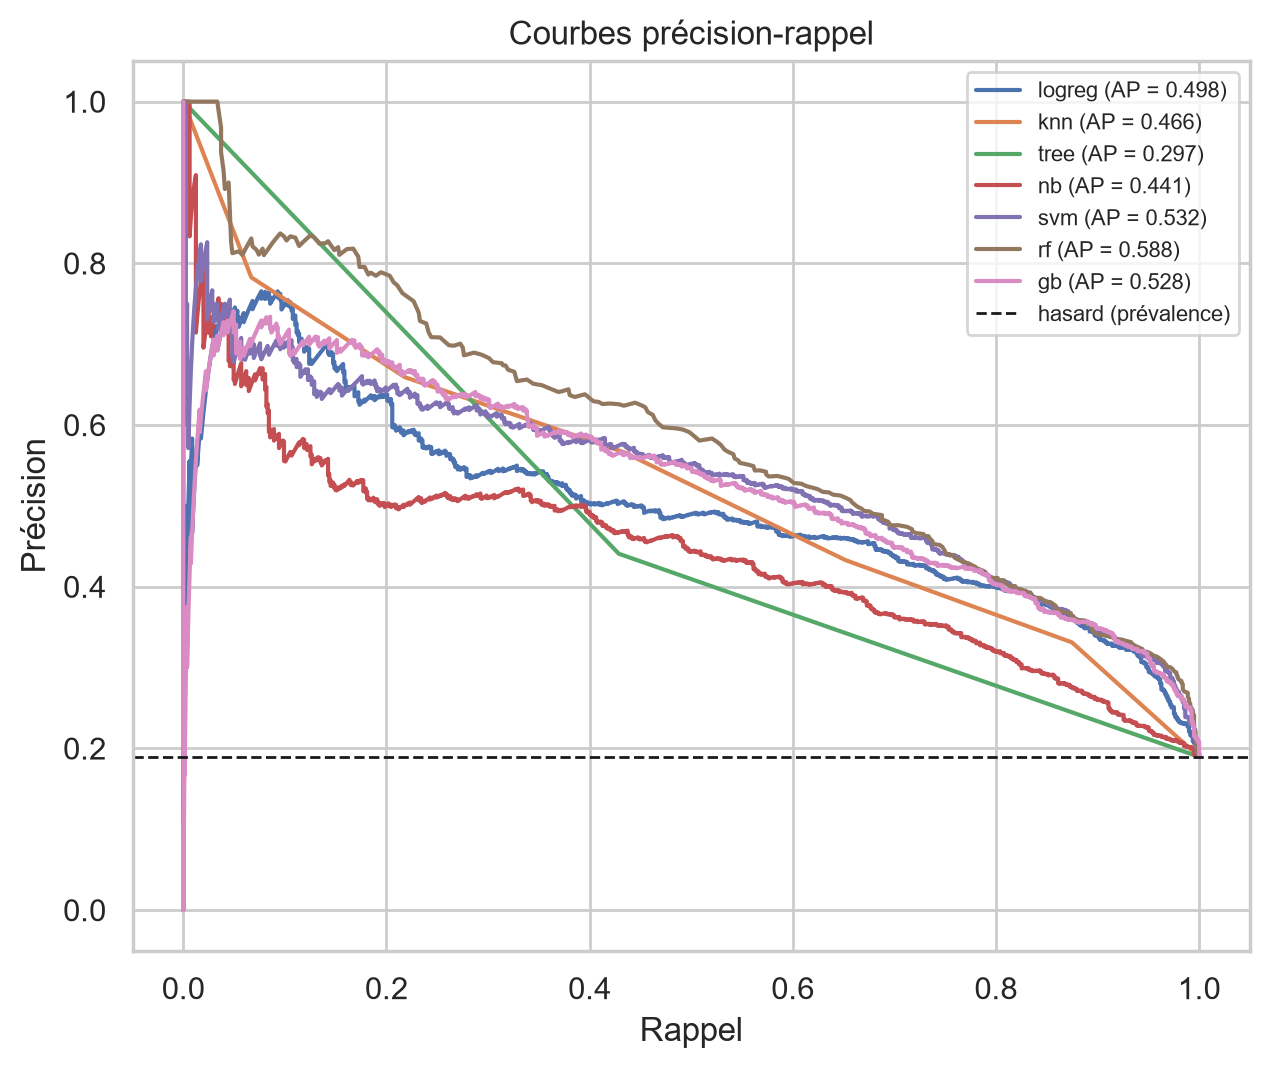 Courbes précision-rappel
logreg (AP = 0.498)
knn (AP = 0.466)
tree (AP = 0.297)
nb (AP = 0.441)
svm (AP = 0.532)
rf (AP = 0.588)
gb (AP = 0.528)
hasard (prévalence)
Précision
1.0
0.8
0.6
0.4
0.2
0.0
0.0 0.2 0.4 0.6 0.8 1.0
Rappel